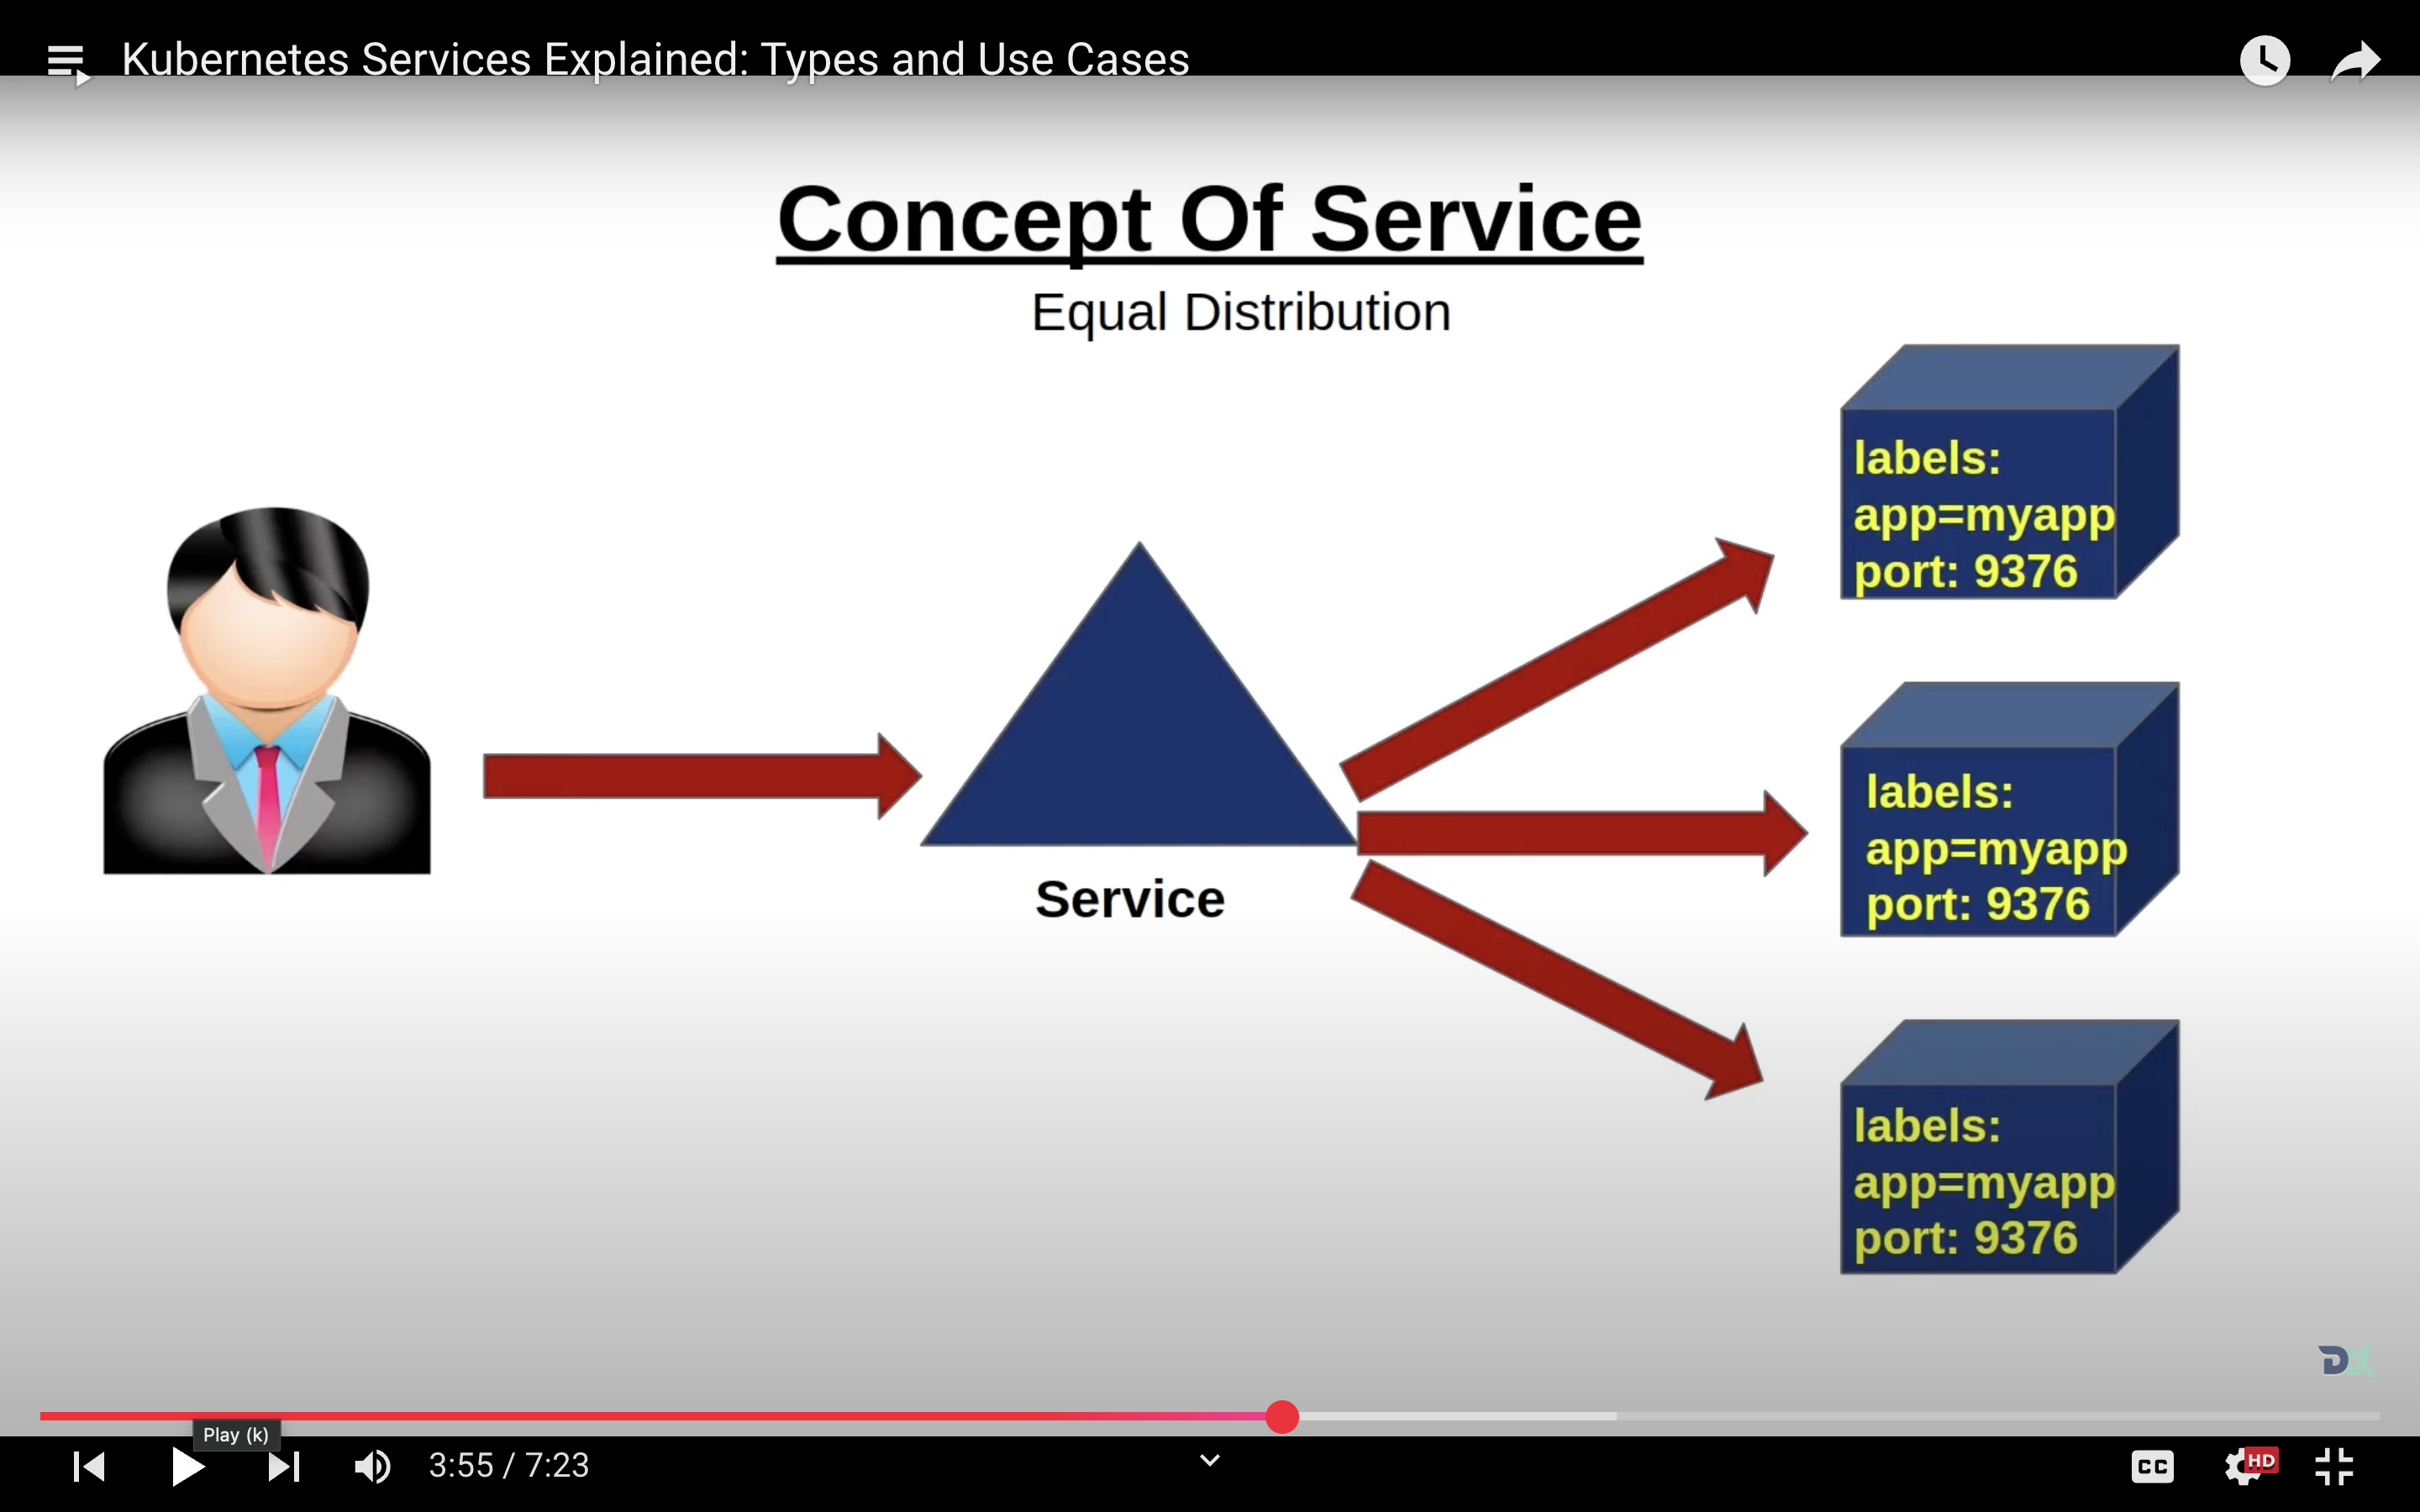 Kubernetes Services Explained: Types and Use Cases
Concept Of Service
Equal Distribution
labels:
app=myapp
port: 9376
labels:
app=myapp
port: 9376
Service
labels:
app=myapp
port: 9376
DX
Play (k)
3:55 / 7:23
CC
HD